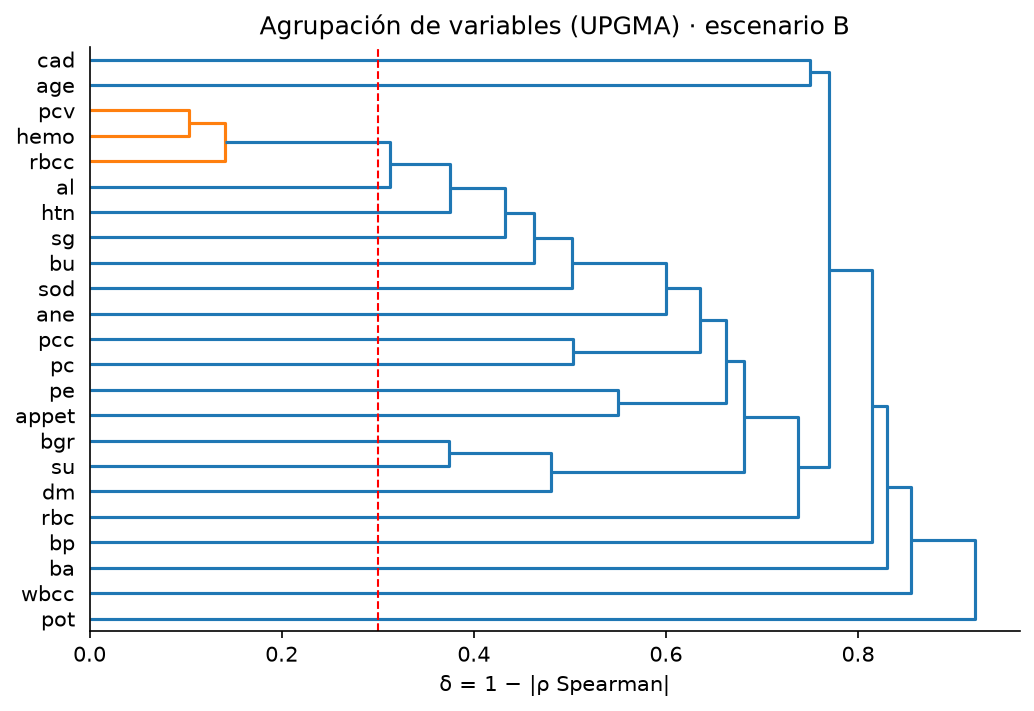 Agrupación de variables (UPGMA) · escenario B
cad
age
pcv
hemo
rbcc
al
htn
sg
bu
sod
ane
pcc
pc
pe
appet
bgr
su
dm
rbc
bp
ba
wbcc
pot
0.0 0.2 0.4 0.6 0.8
δ = 1 − |ρ Spearman|